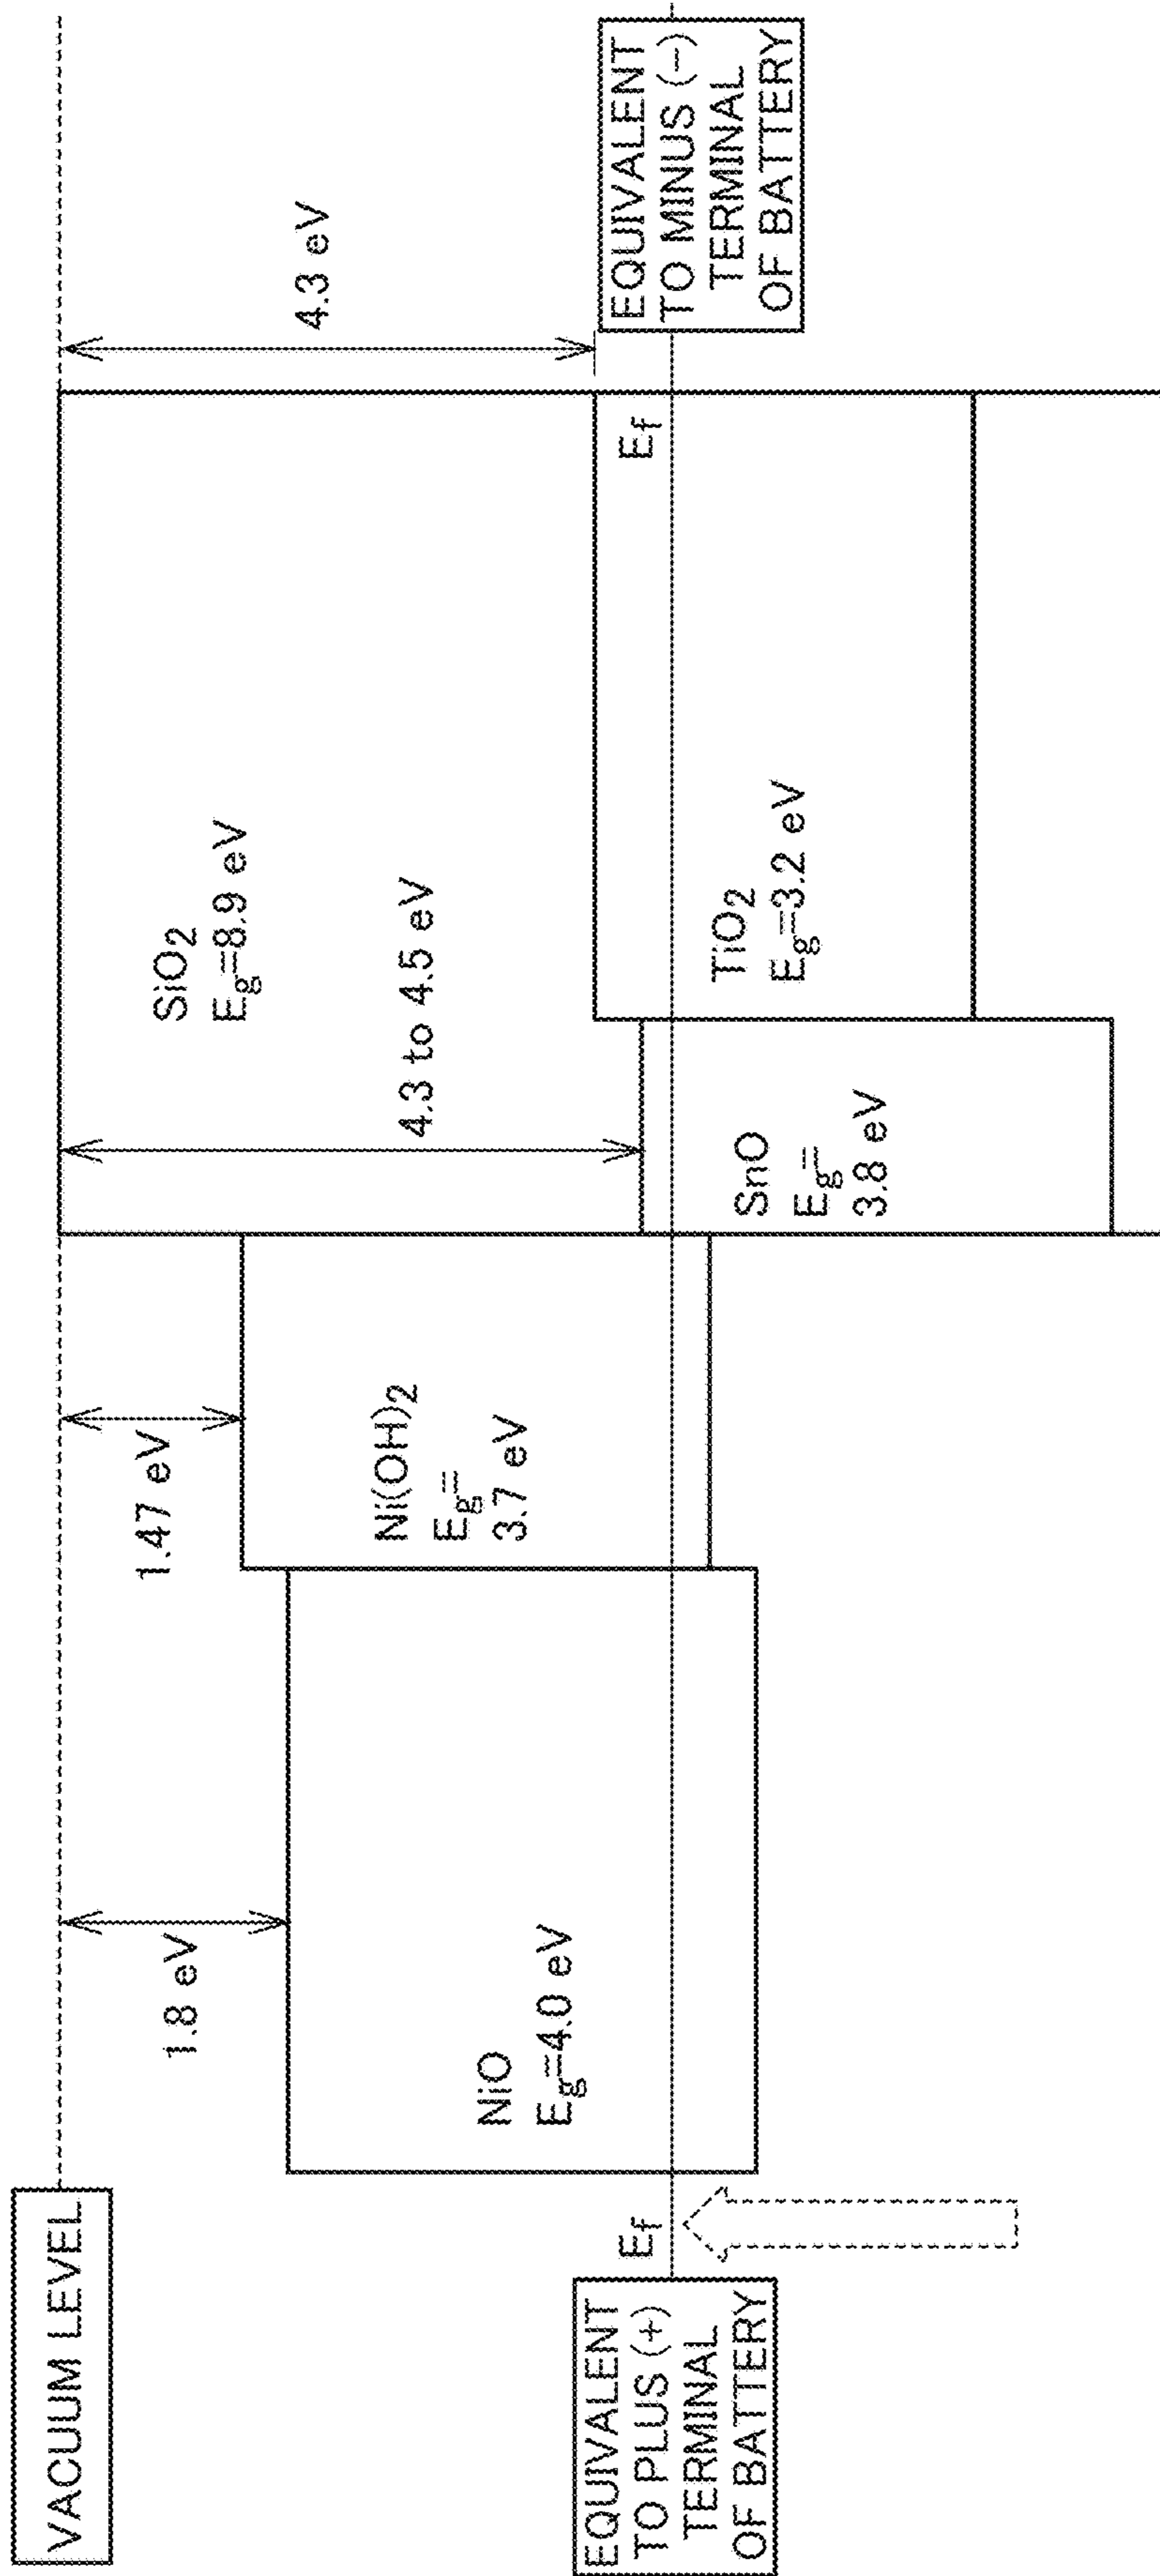 VACUUM LEVEL
1.8 eV
1.47 eV
SiO2
Eg=8.9 eV
4.3 to 4.5 eV
4.3 eV
NiO
Eg=4.0 eV
Ni(OH)2
Eg=
3.7 eV
SnO
Eg=
3.8 eV
TiO2
Eg=3.2 eV
Ef
Ef
EQUIVALENT
TO PLUS (+)
TERMINAL
OF BATTERY
EQUIVALENT
TO MINUS (−)
TERMINAL
OF BATTERY